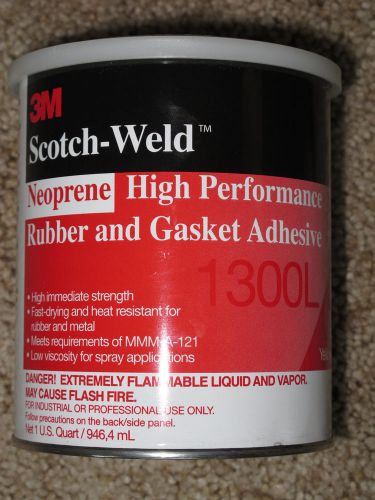 3M
Scotch-Weld™
Neoprene High Performance
Rubber and Gasket Adhesive
1300L
• High immediate strength
• Fast-drying and heat resistant for
rubber and metal
• Meets requirements of MMM-A-121
• Low viscosity for spray applications
DANGER! EXTREMELY FLAMMABLE LIQUID AND VAPOR.
MAY CAUSE FLASH FIRE.
FOR INDUSTRIAL OR PROFESSIONAL USE ONLY.
Follow precautions on the back/side panel.
Net 1 U.S. Quart / 946,4 mL